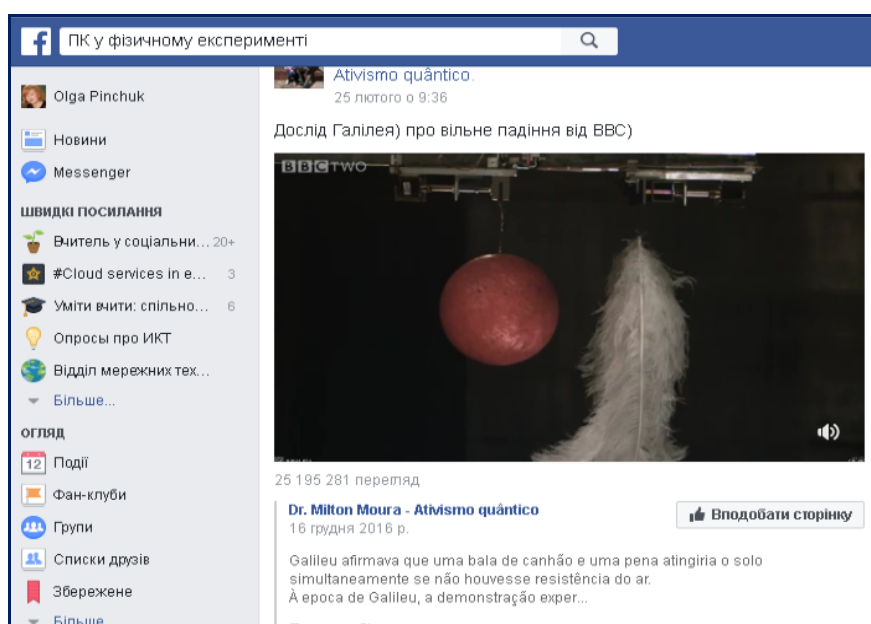 f
ПК у фізичному експерименті
Olga Pinchuk
Новини
Messenger
ШВИДКІ ПОСИЛАННЯ
Вчитель у соціальни... 20+
#Cloud services in e... 3
Уміти вчити: спільно... 6
Опросы про ИКТ
Відділ мережних тех...
Більше...
ОГЛЯД
12 Події
Фан-клуби
Групи
Списки друзів
Збережене
Більше
Ativismo quântico.
25 лютого о 9:36
Дослід Галілея) про вільне падіння від BBC)
BBC TWO
25 195 281 перегляд
Dr. Milton Moura - Ativismo quântico
16 грудня 2016 р.
Вподобати сторінку
Galileu afirmava que uma bala de canhão e uma pena atingiria o solo
simultaneamente se não houvesse resistência do ar.
À epoca de Galileu, a demonstração exper...